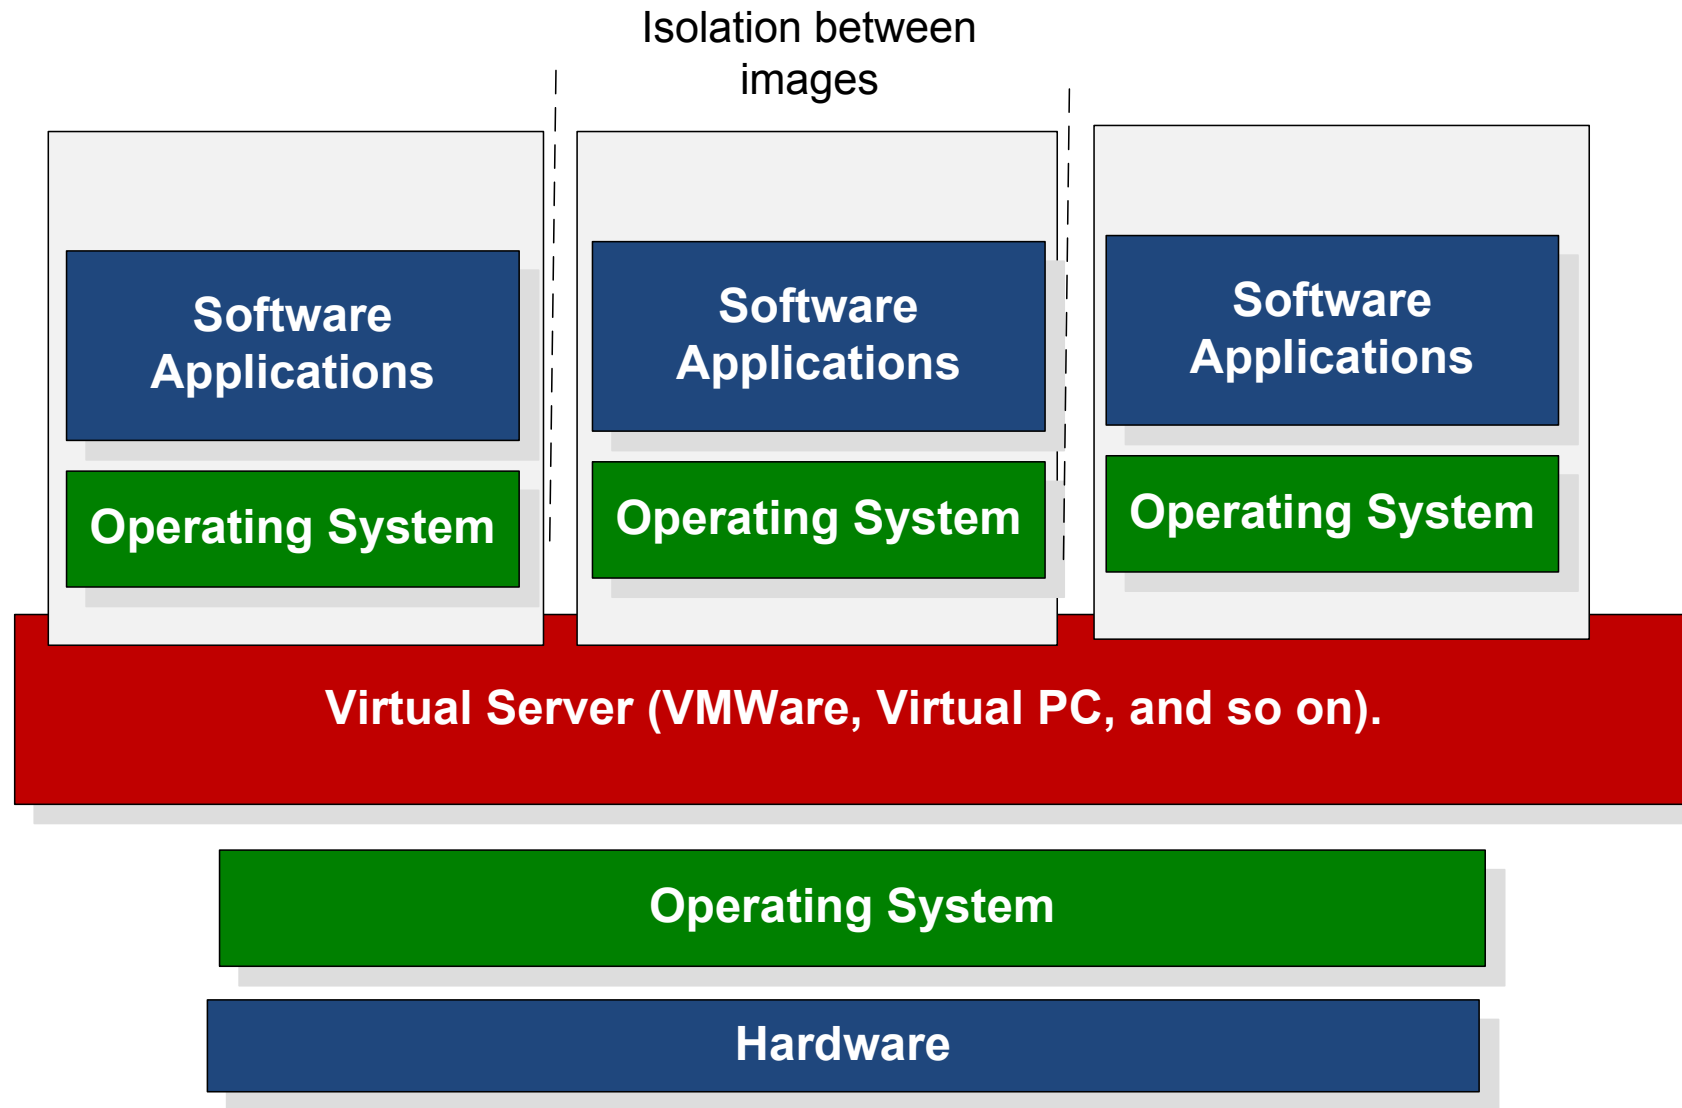 Isolation between
images
Software
Applications
Software
Applications
Software
Applications
Operating System
Operating System
Operating System
Virtual Server (VMWare, Virtual PC, and so on).
Operating System
Hardware